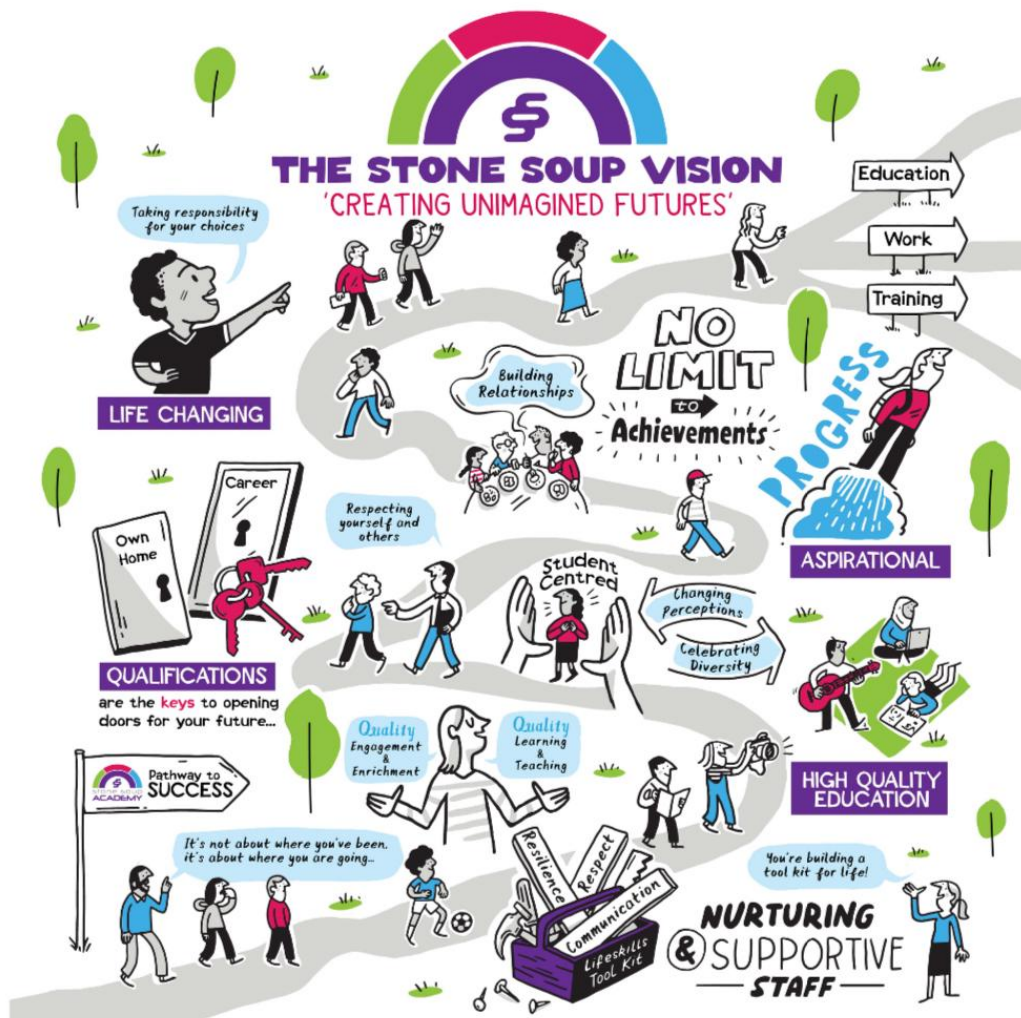 THE STONE SOUP VISION
'CREATING UNIMAGINED FUTURES'
Taking responsibility
for your choices
LIFE CHANGING
Education
Work
Training
Building
Relationships
NO
LIMIT
to
Achievements
PROGRESS
ASPIRATIONAL
Own
Home
Career
QUALIFICATIONS
are the keys to opening
doors for your future...
Respecting
yourself and
others
Student
Centred
Changing
Perceptions
Celebrating
Diversity
HIGH QUALITY
EDUCATION
STONE SOUP
ACADEMY
Pathway to
SUCCESS
Quality
Engagement
&
Enrichment
Quality
Learning
&
Teaching
It's not about where you've been,
it's about where you are going...
Resilience
Respect
Communication
Lifeskills
Tool Kit
You're building a
tool kit for life!
NURTURING
& SUPPORTIVE
STAFF